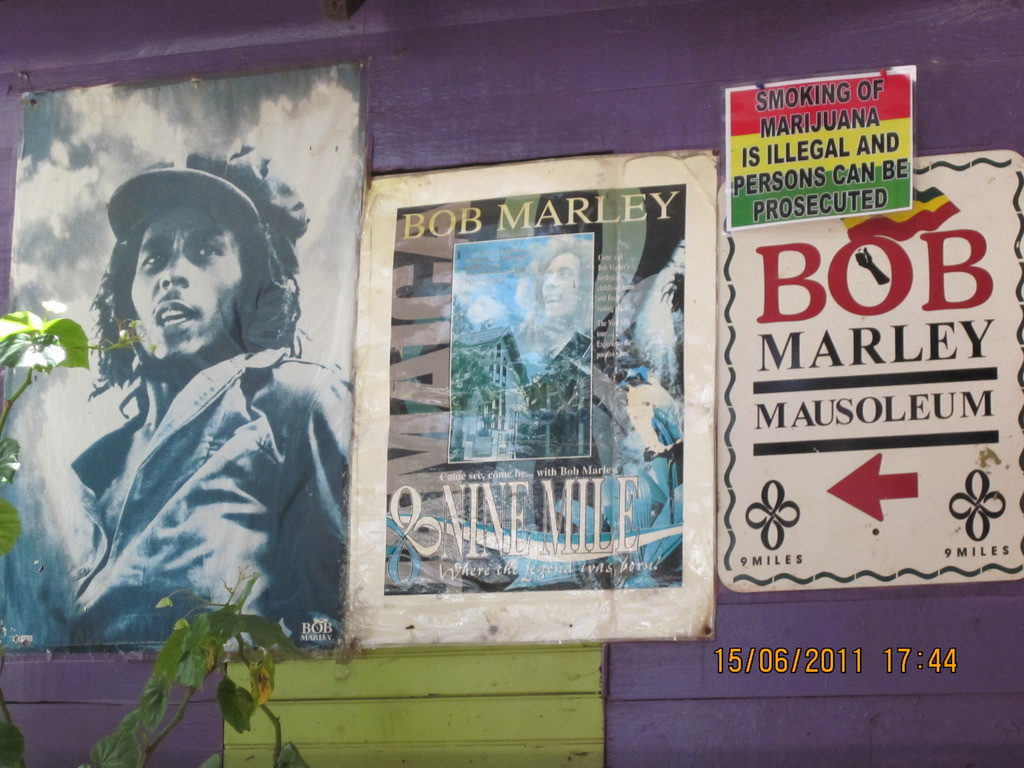 BOB
MARLEY
BOB MARLEY
Come see, come be... with Bob Marley
NINE MILE
Where the legend was born!
SMOKING OF
MARIJUANA
IS ILLEGAL AND
PERSONS CAN BE
PROSECUTED
BOB
MARLEY
MAUSOLEUM
9 MILES
9 MILES
15/06/2011 17:44